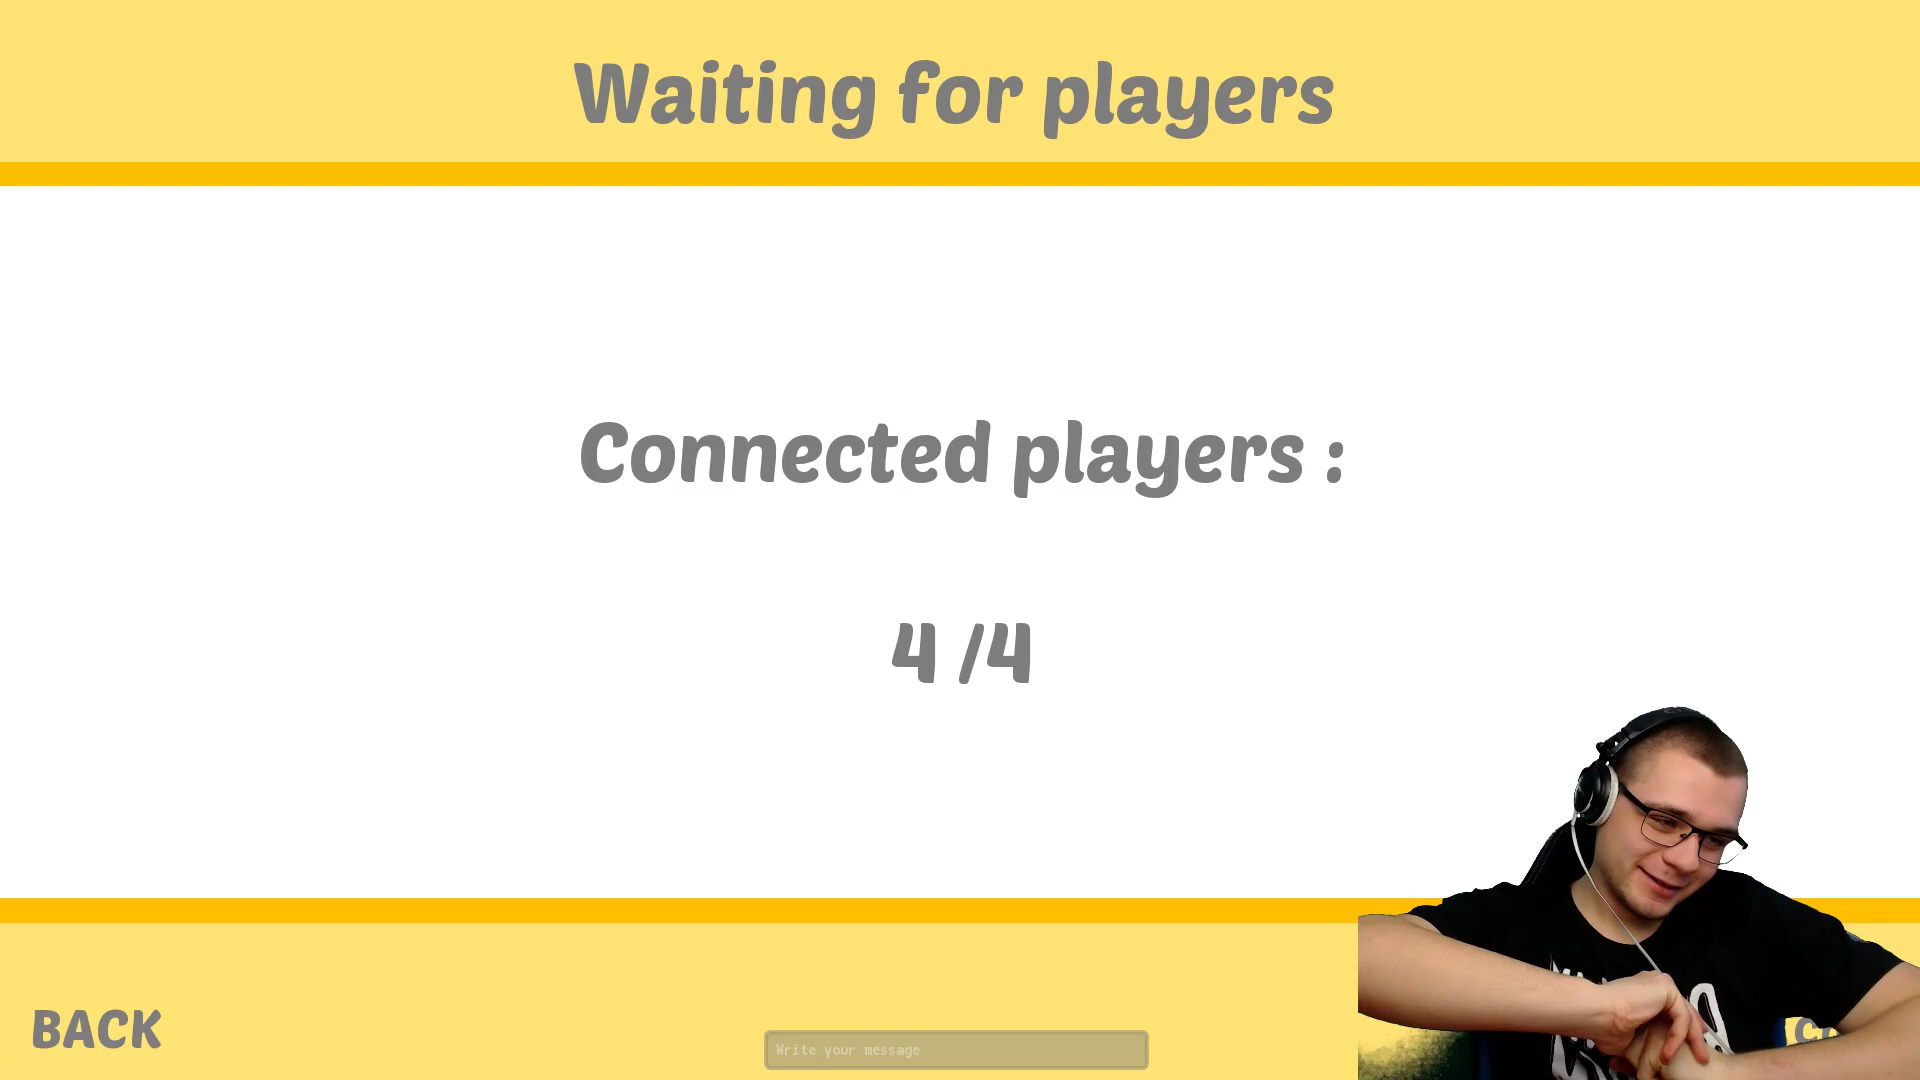 Waiting for players
Connected players :
4 /4
BACK
Write your message